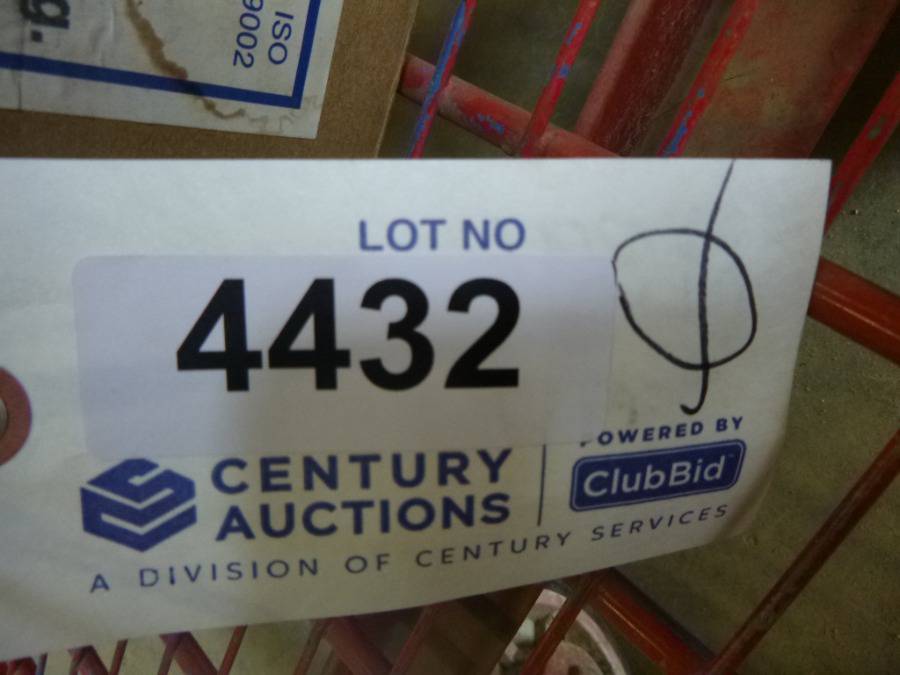 ISO
9002
g.
LOT NO
4432
POWERED BY
ClubBid
CENTURY
AUCTIONS
A DIVISION OF CENTURY SERVICES